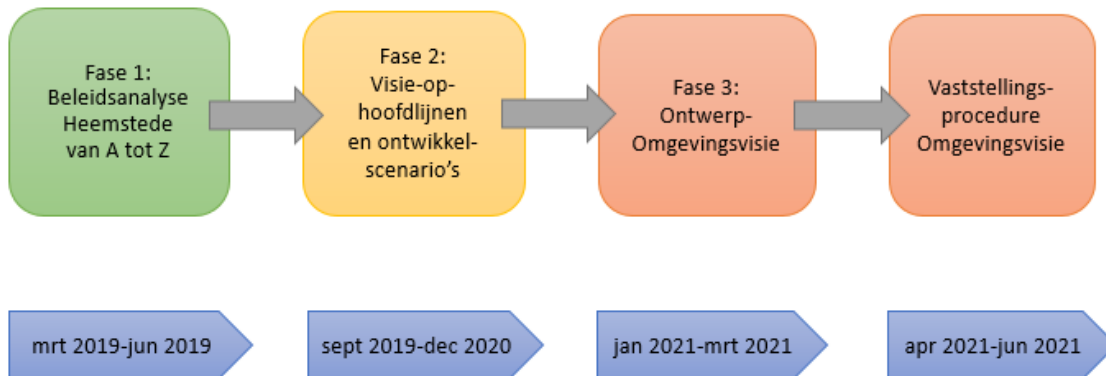 Fase 1:
Beleidsanalyse
Heemstede
van A tot Z
Fase 2:
Visie-op-
hoofdlijnen
en ontwikkel-
scenario's
Fase 3:
Ontwerp-
Omgevingsvisie
Vaststellings-
procedure
Omgevingsvisie
mrt 2019-jun 2019
sept 2019-dec 2020
jan 2021-mrt 2021
apr 2021-jun 2021